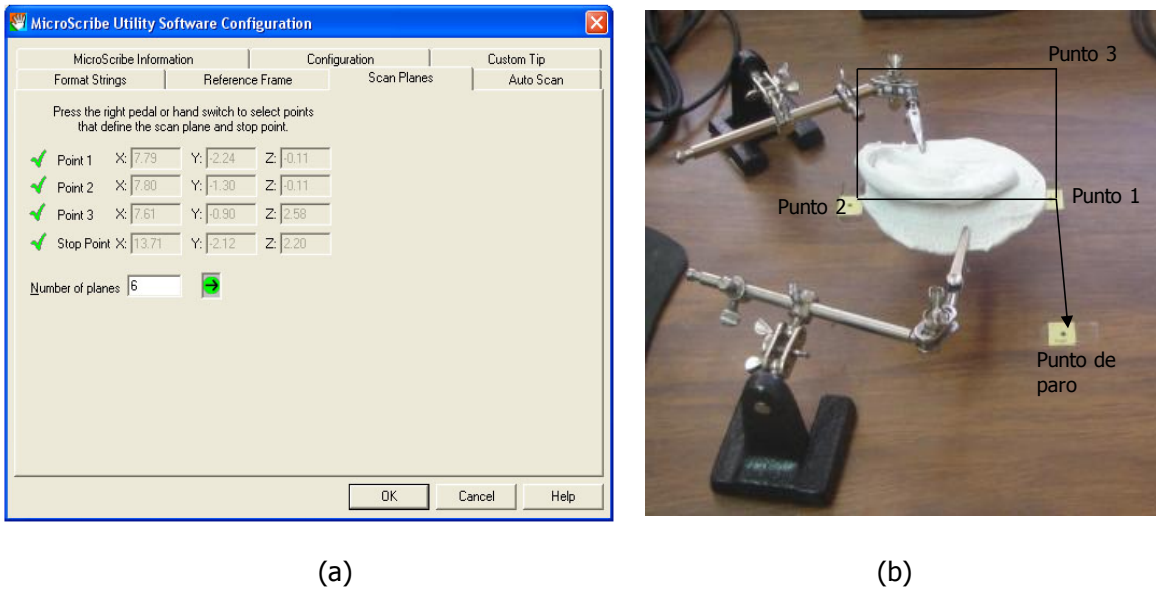 MicroScribe Utility Software Configuration
MicroScribe Information
Configuration
Custom Tip
Format Strings
Reference Frame
Scan Planes
Auto Scan
Press the right pedal or hand switch to select points
that define the scan plane and stop point.
Point 1 X: 7.79 Y: -2.24 Z: -0.11
Point 2 X: 7.80 Y: -1.30 Z: -0.11
Point 3 X: 7.61 Y: -0.90 Z: 2.58
Stop Point X: 13.71 Y: -2.12 Z: 2.20
Number of planes 6
OK
Cancel
Help
(a)
Punto 3
Punto 2
Punto 1
Punto de
paro
(b)